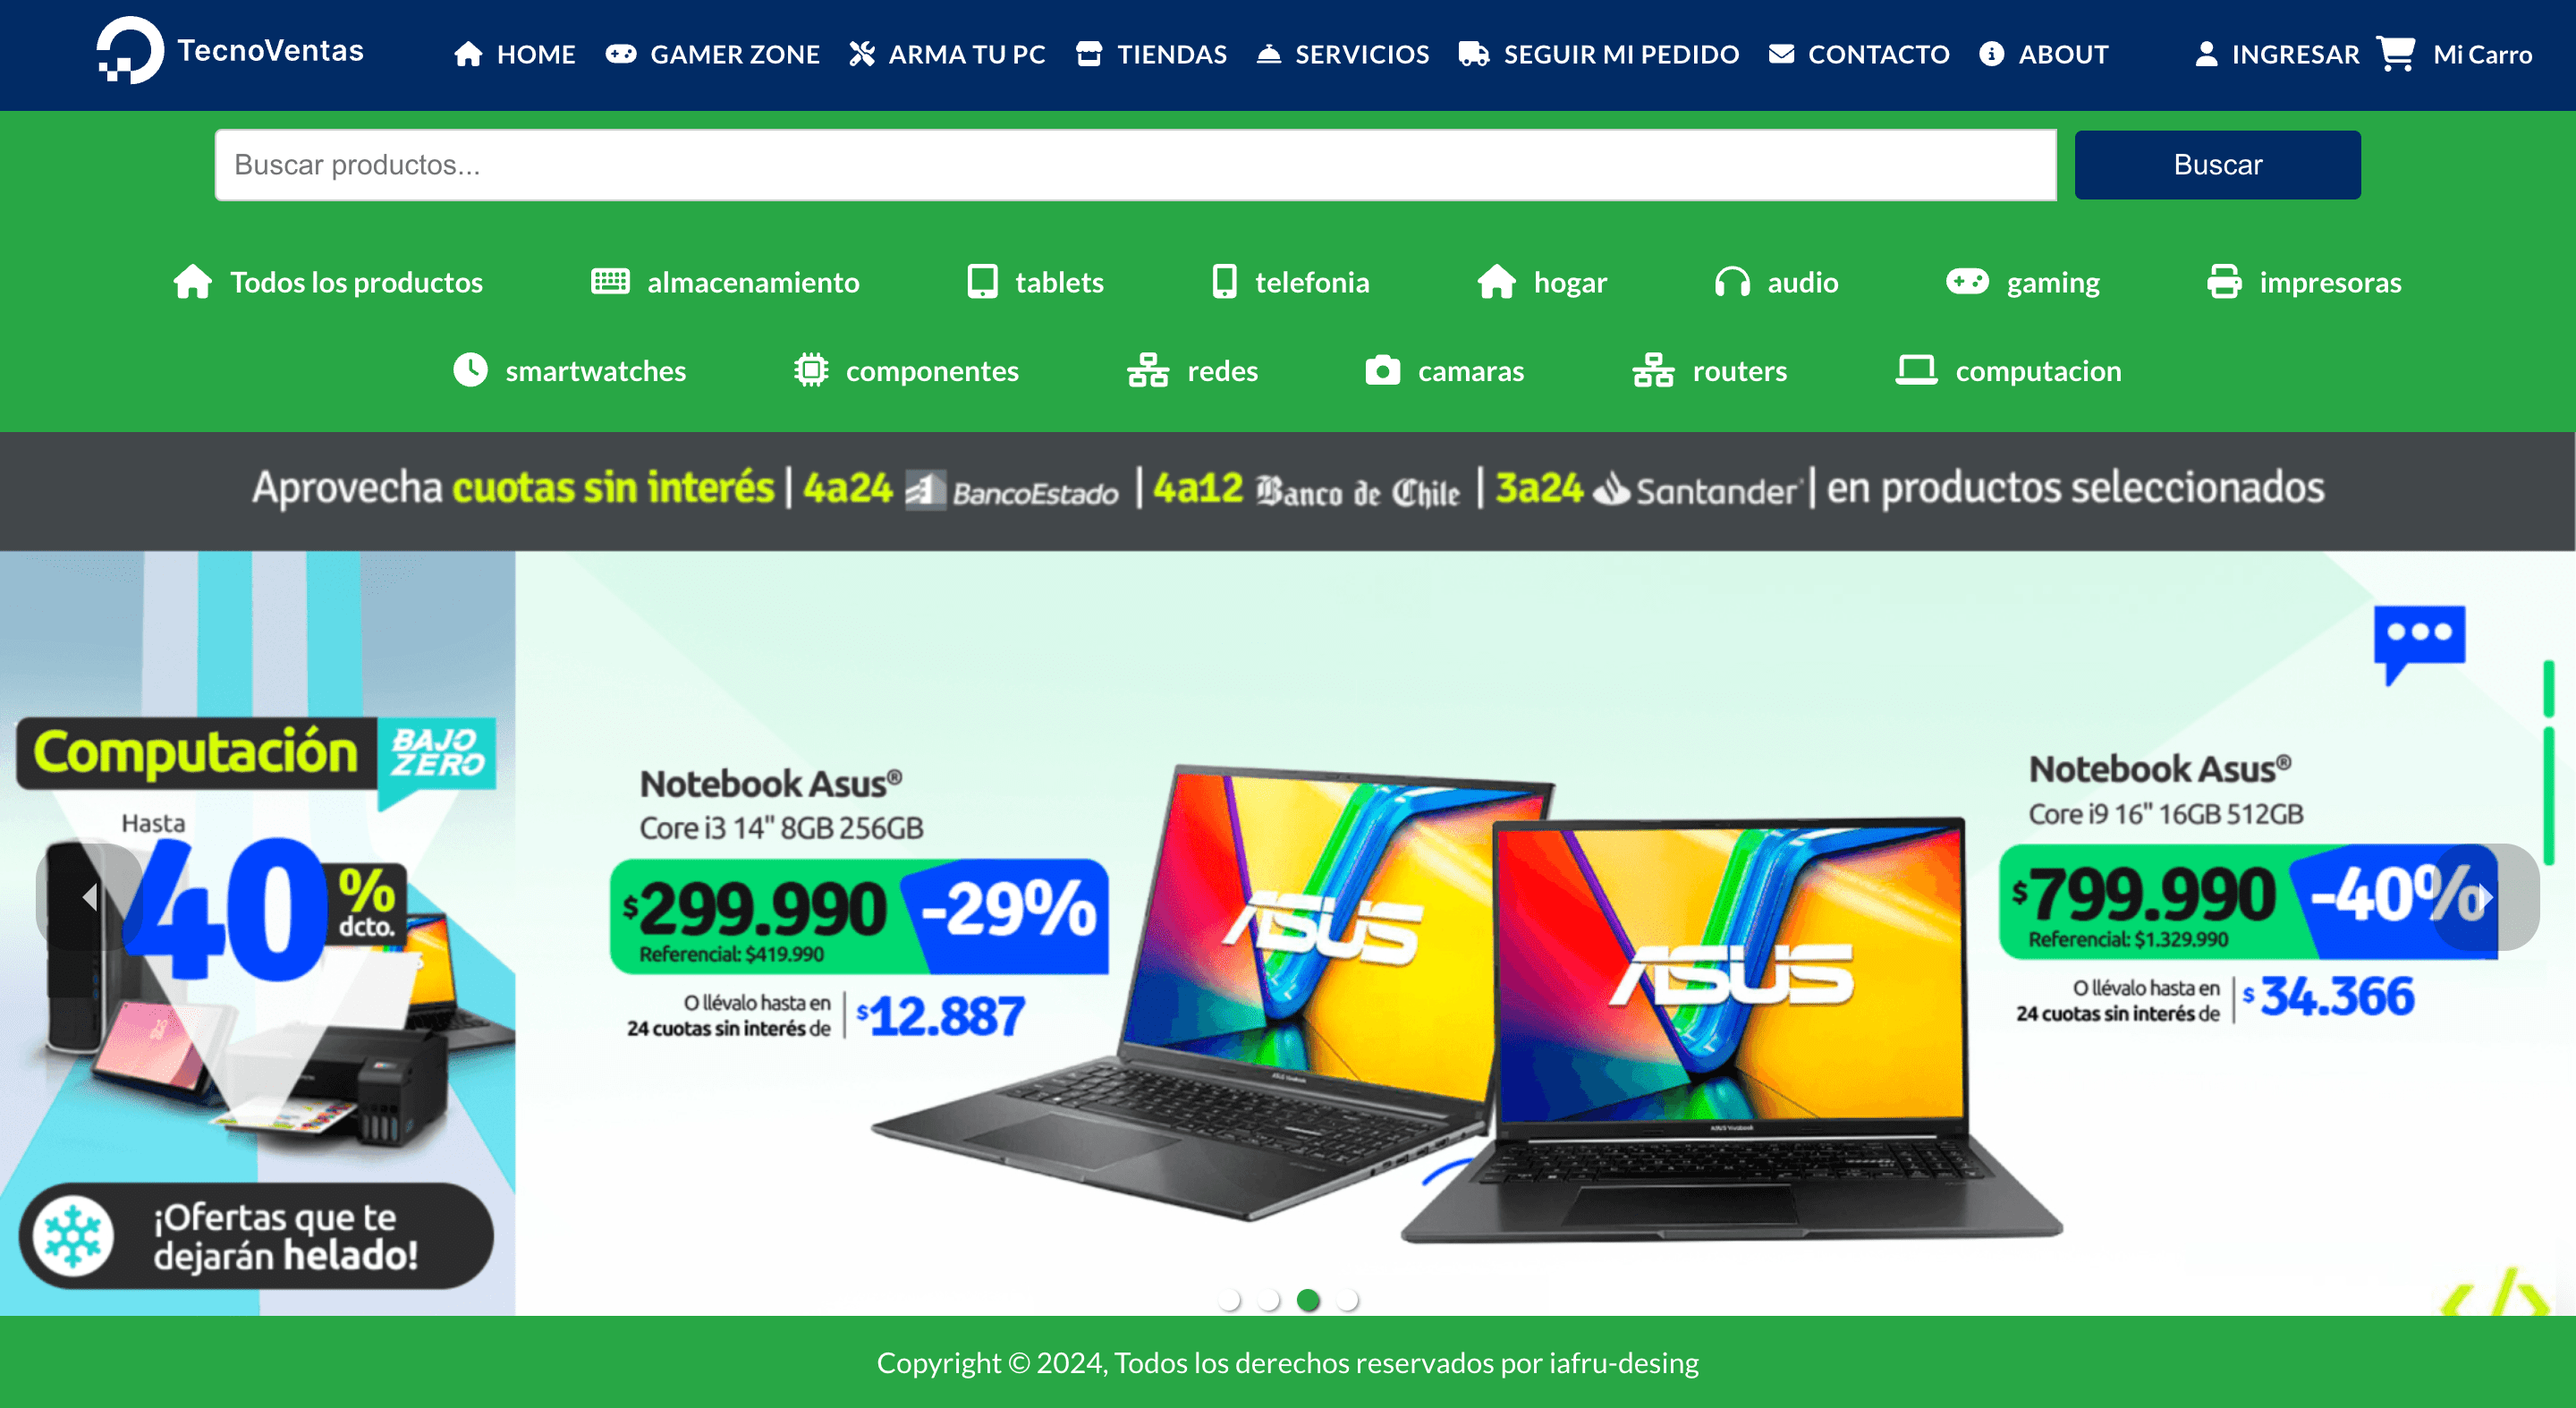 TecnoVentas
HOME GAMER ZONE ARMA TU PC TIENDAS SERVICIOS SEGUIR MI PEDIDO CONTACTO ABOUT
INGRESAR Mi Carro
Buscar productos...
Buscar
Todos los productos almacenamiento tablets telefonia hogar audio gaming impresoras
smartwatches componentes redes camaras routers computacion
Aprovecha cuotas sin interés | 4a24 BancoEstado | 4a12 Banco de Chile | 3a24 Santander | en productos seleccionados
Computación
BAJO
ZERO
Hasta
40
%
dcto.
¡Ofertas que te
dejarán helado!
Notebook Asus®
Core i3 14" 8GB 256GB
$299.990 -29%
Referencial: $419.990
O llévalo hasta en
24 cuotas sin interés de
$12.887
ASUS
ASUS
Notebook Asus®
Core i9 16" 16GB 512GB
$799.990 -40%
Referencial: $1.329.990
O llévalo hasta en
24 cuotas sin interés de
$34.366
</>
Copyright © 2024, Todos los derechos reservados por iafru-desing